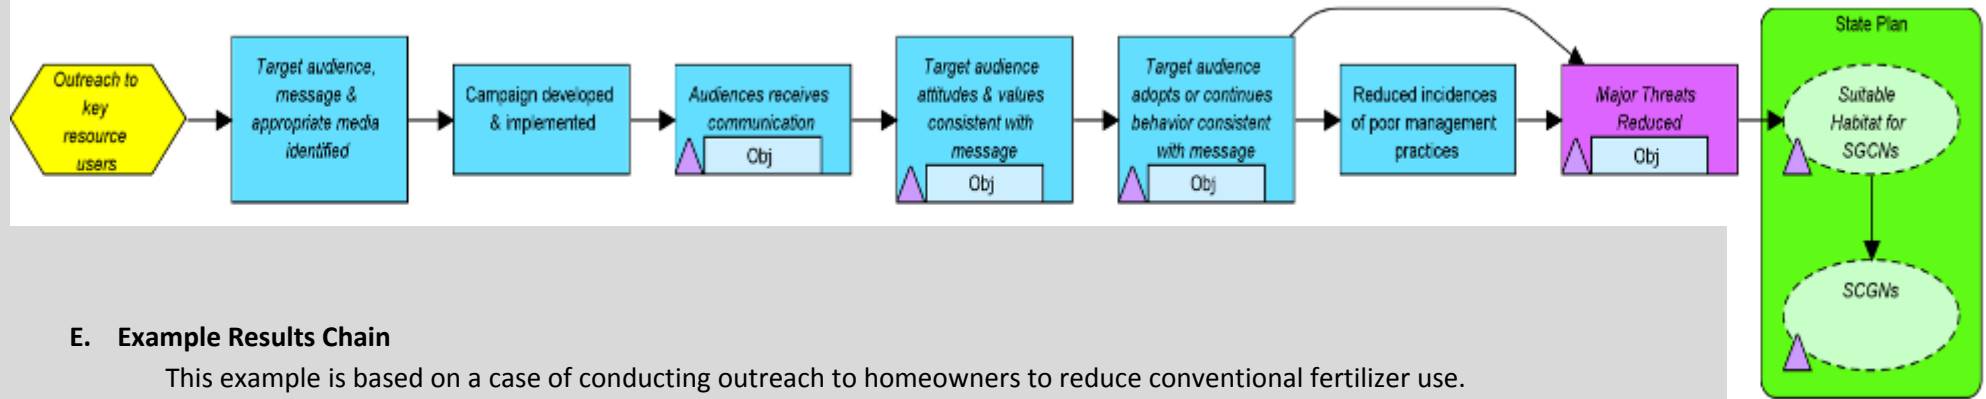 Outreach to
key
resource
users
Target audience,
message &
appropriate media
identified
Campaign developed
& implemented
Audiences receives
communication
Obj
Target audience
attitudes & values
consistent with
message
Obj
Target audience
adopts or continues
behavior consistent
with message
Obj
Reduced incidences
of poor management
practices
Major Threats
Reduced
Obj
State Plan
Suitable
Habitat for
SGCNs
SCGNs
E. Example Results Chain
This example is based on a case of conducting outreach to homeowners to reduce conventional fertilizer use.